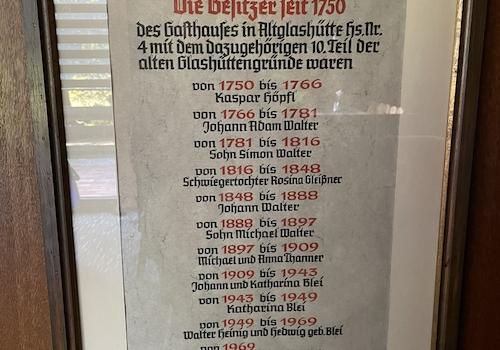 Die Besitzer seit 1750
des Gasthauses in Altglashütte Hs.Nr.
4 mit dem dazugehörigen 10. Teil der
alten Glashüttengründe waren
von 1750 bis 1766
Kaspar Höpfl
von 1766 bis 1781
Johann Adam Walter
von 1781 bis 1816
Sohn Simon Walter
von 1816 bis 1848
Schwiegertochter Rosina Gleißner
von 1848 bis 1888
Johann Walter
von 1888 bis 1897
Sohn Michael Walter
von 1897 bis 1909
Michael und Anna Thanner
von 1909 bis 1943
Johann und Katharina Blei
von 1943 bis 1949
Katharina Blei
von 1949 bis 1969
Walter Heinig und Hedwig geb. Blei
von 1969